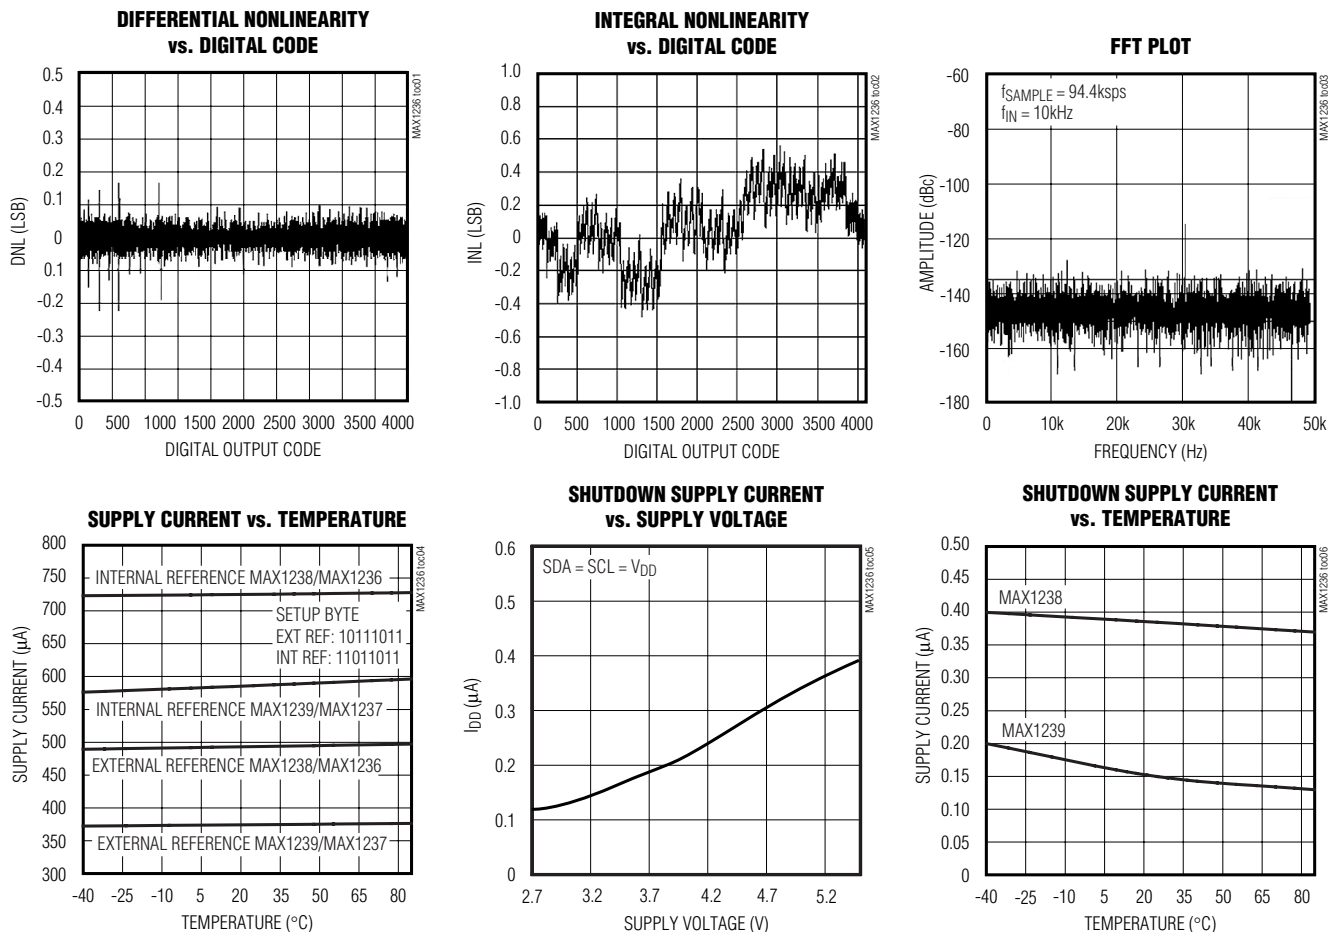 DIFFERENTIAL NONLINEARITY
vs. DIGITAL CODE
MAX1236 toc01
DNL (LSB)
0.5
0.4
0.3
0.2
0.1
0
0.1
-0.2
-0.3
-0.4
-0.5
0 500 1000 1500 2000 2500 3000 3500 4000
DIGITAL OUTPUT CODE
INTEGRAL NONLINEARITY
vs. DIGITAL CODE
MAX1236 toc02
INL (LSB)
1.0
0.8
0.6
0.4
0.2
0
-0.2
-0.4
-0.6
-0.8
-1.0
0 500 1000 1500 2000 2500 3000 3500 4000
DIGITAL OUTPUT CODE
FFT PLOT
MAX1236 toc03
fSAMPLE = 94.4ksps
fIN = 10kHz
AMPLITUDE (dBc)
-60
-80
-100
-120
-140
-160
-180
0 10k 20k 30k 40k 50k
FREQUENCY (Hz)
SUPPLY CURRENT vs. TEMPERATURE
MAX1236 toc04
SUPPLY CURRENT (µA)
800
750
700
650
600
550
500
450
400
350
300
INTERNAL REFERENCE MAX1238/MAX1236
SETUP BYTE
EXT REF: 10111011
INT REF: 11011011
INTERNAL REFERENCE MAX1239/MAX1237
EXTERNAL REFERENCE MAX1238/MAX1236
EXTERNAL REFERENCE MAX1239/MAX1237
-40 -25 -10 5 20 35 50 65 80
TEMPERATURE (°C)
SHUTDOWN SUPPLY CURRENT
vs. SUPPLY VOLTAGE
MAX1236 toc05
SDA = SCL = VDD
IDD (µA)
0.6
0.5
0.4
0.3
0.2
0.1
0
2.7 3.2 3.7 4.2 4.7 5.2
SUPPLY VOLTAGE (V)
SHUTDOWN SUPPLY CURRENT
vs. TEMPERATURE
MAX1236 toc06
SUPPLY CURRENT (µA)
0.50
0.45
0.40
0.35
0.30
0.25
0.20
0.15
0.10
0.05
0
MAX1238
MAX1239
-40 -25 -10 5 20 35 50 65 80
TEMPERATURE (°C)